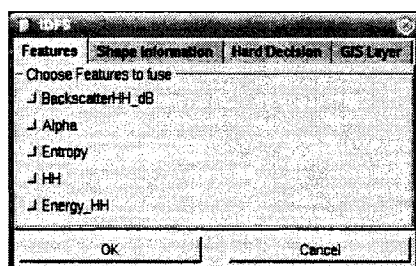 IDFS
Features Shape Information Hard Decision GIS Layer
Choose Features to fuse
BackscatterHH_dB
Alpha
Entropy
HH
Energy_HH
OK Cancel